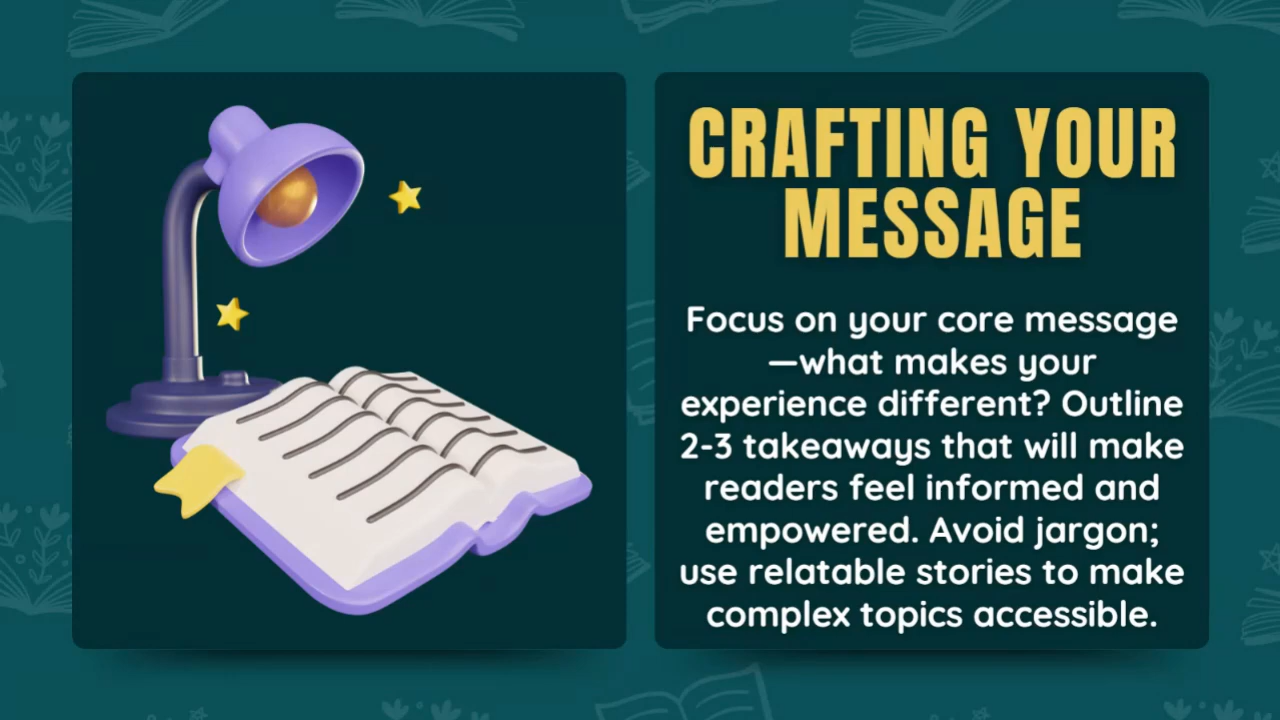 CRAFTING YOUR
MESSAGE
Focus on your core message
—what makes your
experience different? Outline
2-3 takeaways that will make
readers feel informed and
empowered. Avoid jargon;
use relatable stories to make
complex topics accessible.